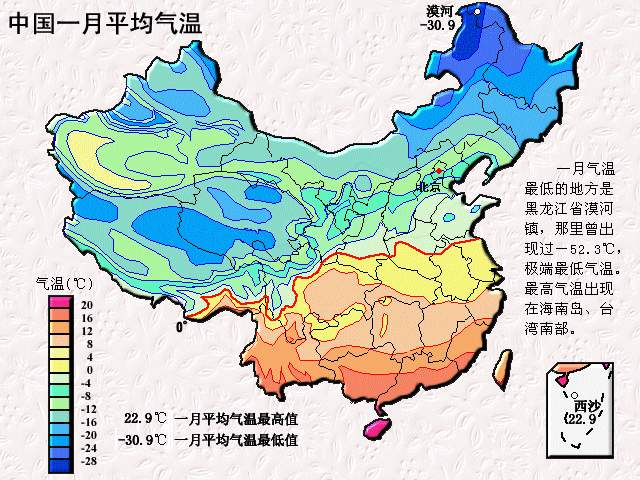 中国一月平均气温
漠河
-30.9
北京
一月气温
最低的地方是
黑龙江省漠河
镇，那里曾出
现过－52.3℃，
极端最低气温。
最高气温出现
在海南岛、台
湾南部。
气温(℃)
20
16
12
8
4
0
-4
-8
-12
-16
-20
-24
-28
0°
22.9℃ 一月平均气温最高值
-30.9℃ 一月平均气温最低值
西沙
22.9